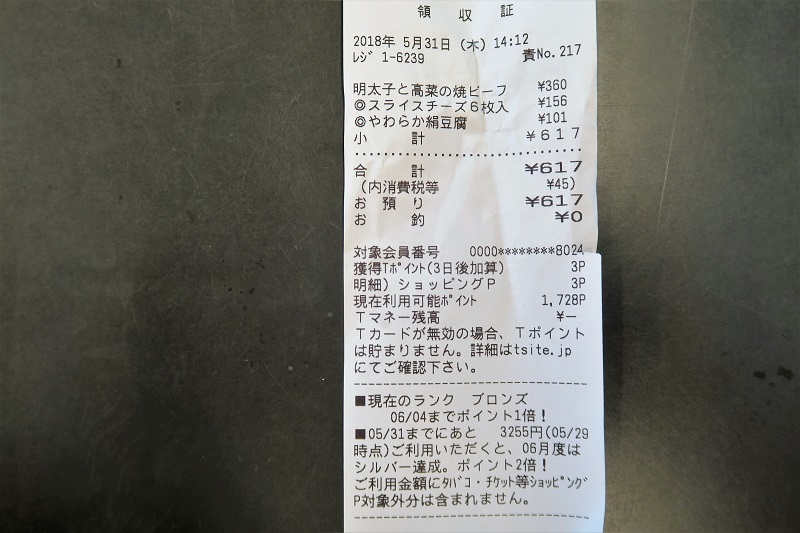 領 収 証
2018年 5月31日 (木) 14:12
ﾚｼﾞ 1-6239 責No.217
明太子と高菜の焼ビーフ ¥360
◎スライスチーズ6枚入 ¥156
◎やわらか絹豆腐 ¥101
小 計 ¥617
合 計 ¥617
(内消費税等 ¥45)
お 預 り ¥617
お 釣 ¥0
対象会員番号 0000********8024
獲得Tﾎﾟｲﾝﾄ(3日後加算) 3P
明細) ショッピングP 3P
現在利用可能ﾎﾟｲﾝﾄ 1,728P
Tマネー残高 ¥ー
Tカードが無効の場合、Tポイント
は貯まりません。詳細はtsite.jp
にてご確認下さい。
■現在のランク ブロンズ
06/04までポイント1倍!
■05/31までにあと 3255円(05/29
時点)ご利用いただくと、06月度は
シルバー達成。ポイント2倍!
ご利用金額にﾀﾊﾞｺ・ﾁｹｯﾄ等ｼｮｯﾋﾟﾝｸﾞ
P対象外分は含まれません。